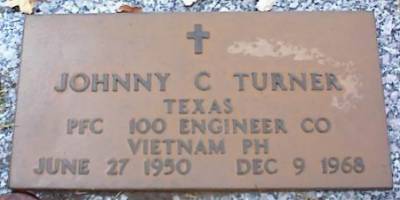 JOHNNY C TURNER
TEXAS
PFC 100 ENGINEER CO
VIETNAM PH
JUNE 27 1950 DEC 9 1968